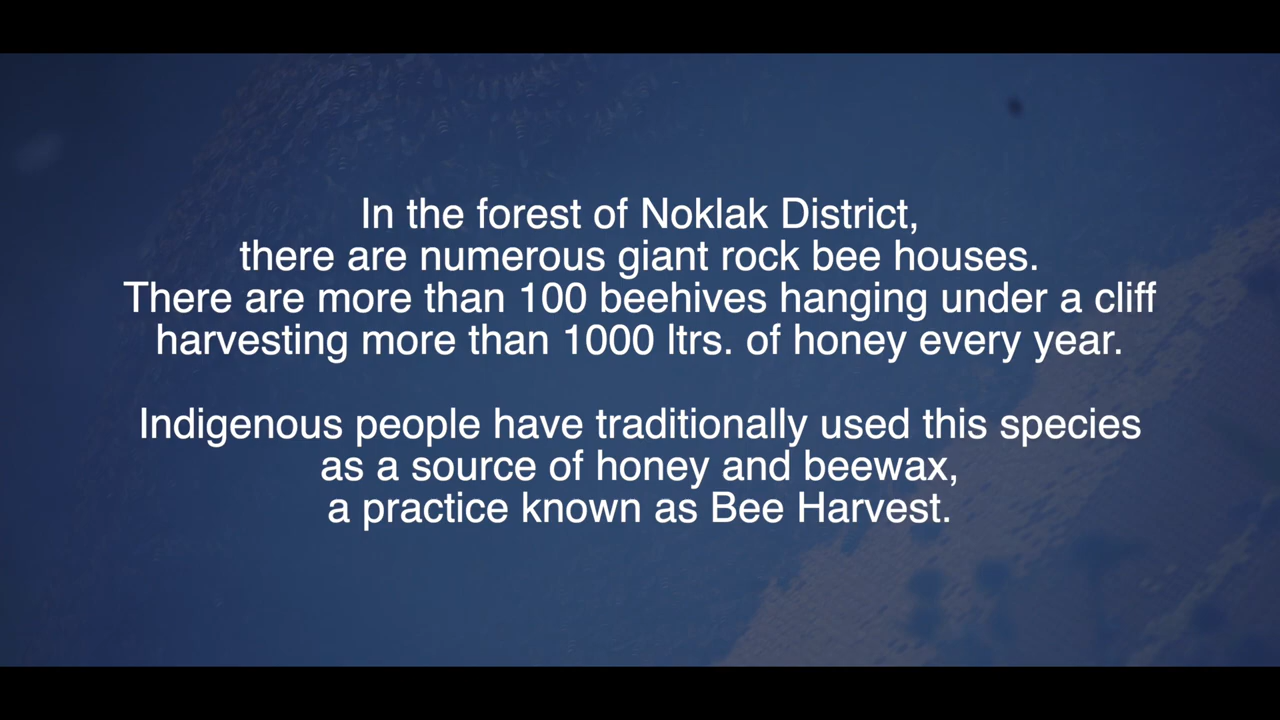 In the forest of Noklak District,
there are numerous giant rock bee houses.
There are more than 100 beehives hanging under a cliff
harvesting more than 1000 ltrs. of honey every year.
Indigenous people have traditionally used this species
as a source of honey and beewax,
a practice known as Bee Harvest.